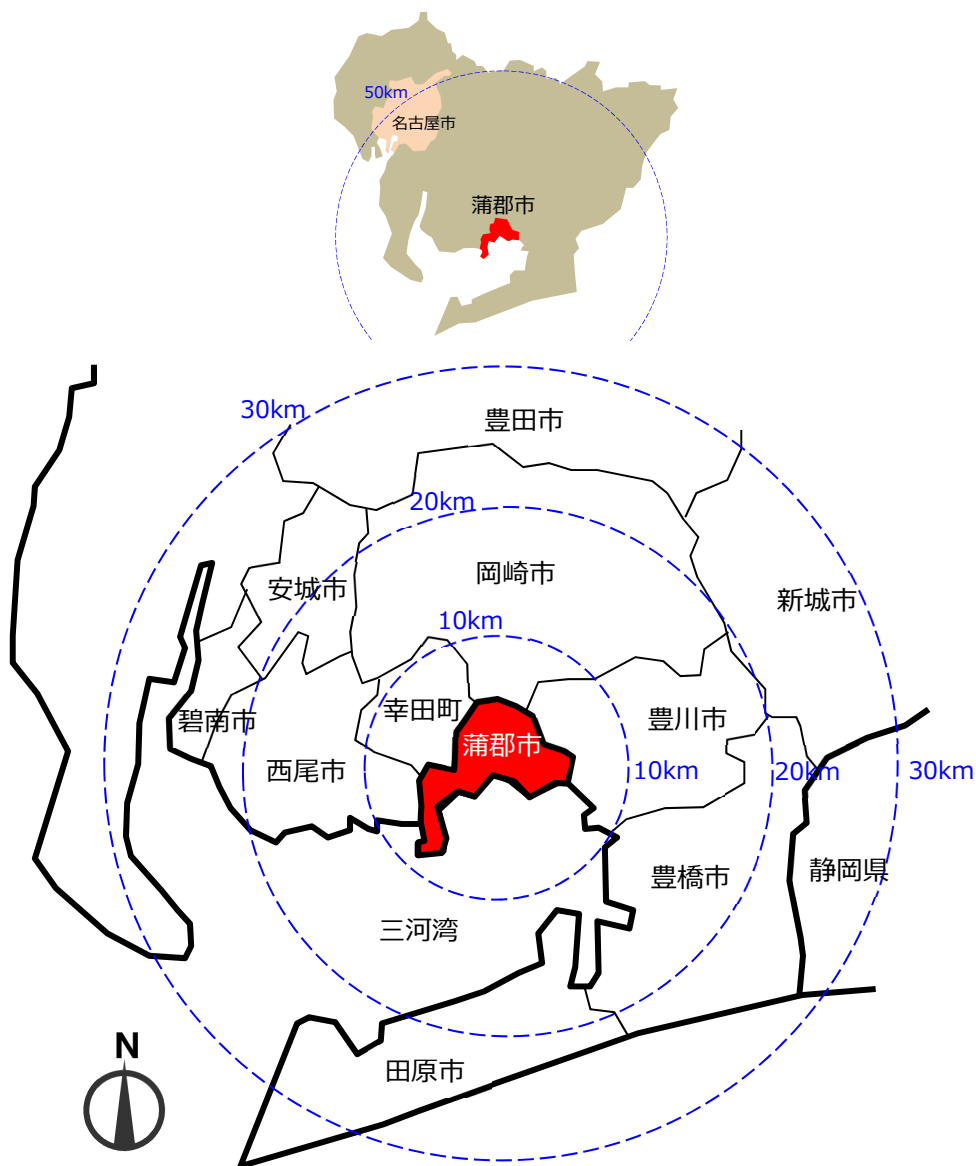 50km
名古屋市
蒲郡市
30km
豊田市
20km
岡崎市
安城市
新城市
10km
幸田町
碧南市
豊川市
蒲郡市
西尾市
10km
20km
30km
豊橋市
静岡県
三河湾
N
田原市